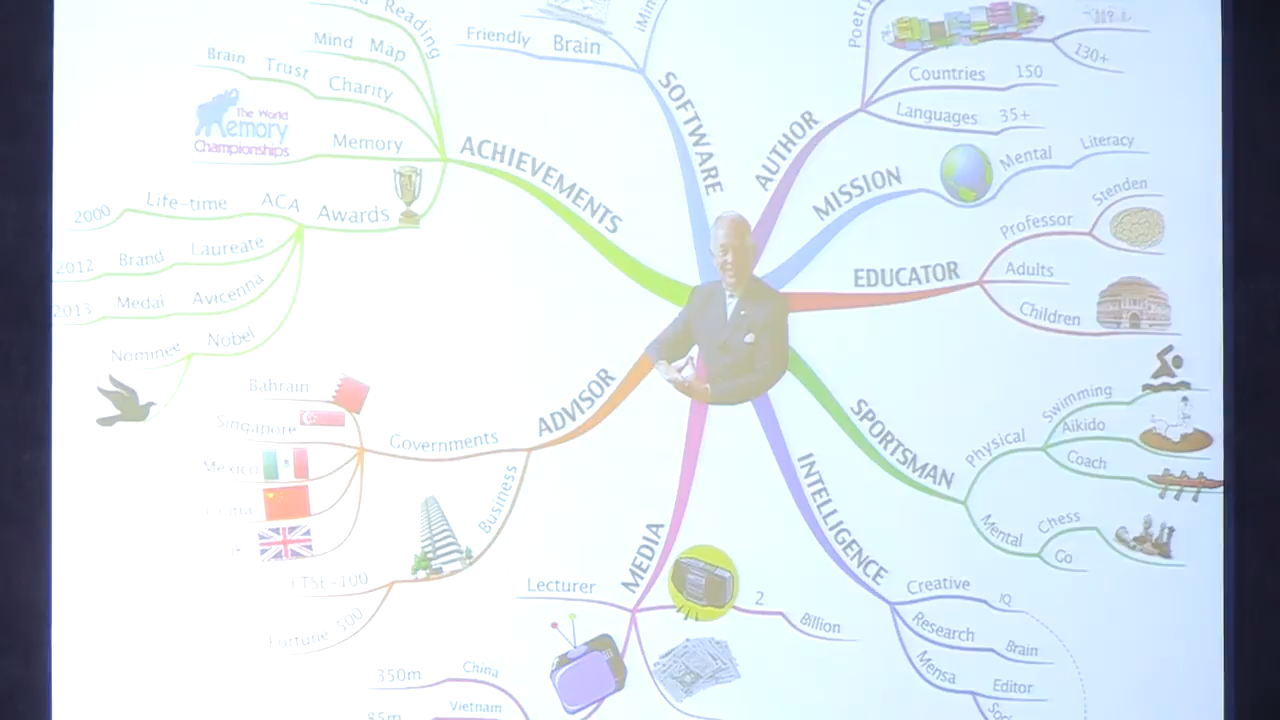 Reading
Mind Map
Brain Trust Charity
The World
Memory
Championships
Memory
ACHIEVEMENTS
Awards
ACA Life-time 2000
Laureate Brand 2012
Avicenna Medai 2013
Nobel Nominee
Friendly Brain
SOFTWARE
AUTHOR
Poetry
130+
Countries 150
Languages 35+
MISSION
Mental Literacy
EDUCATOR
Professor Stenden
Adults
Children
SPORTSMAN
Physical
Swimming
Aikido
Coach
Mental
Chess
Go
INTELLIGENCE
Creative IQ
Research Brain
Mensa Editor
MEDIA
Lecturer
2 Billion
China 350m
Vietnam 85m
ADVISOR
Governments
Bahrain
Singapore
Mexico
Business
FTSE-100
Fortune 500